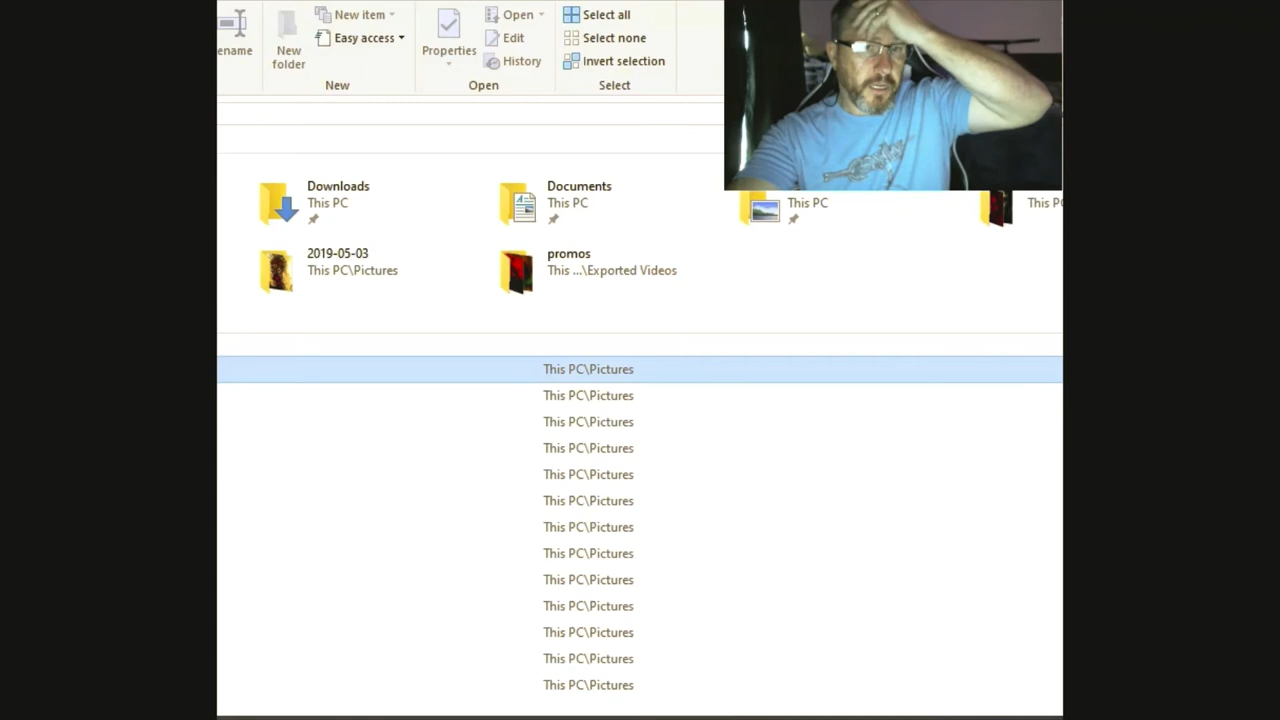 ename
New
folder
New item
Easy access
New
Properties
Open
Edit
History
Open
Select all
Select none
Invert selection
Select
Downloads
This PC
Documents
This PC
This PC
This PC
2019-05-03
This PC\Pictures
promos
This ...\Exported Videos
This PC\Pictures
This PC\Pictures
This PC\Pictures
This PC\Pictures
This PC\Pictures
This PC\Pictures
This PC\Pictures
This PC\Pictures
This PC\Pictures
This PC\Pictures
This PC\Pictures
This PC\Pictures
This PC\Pictures